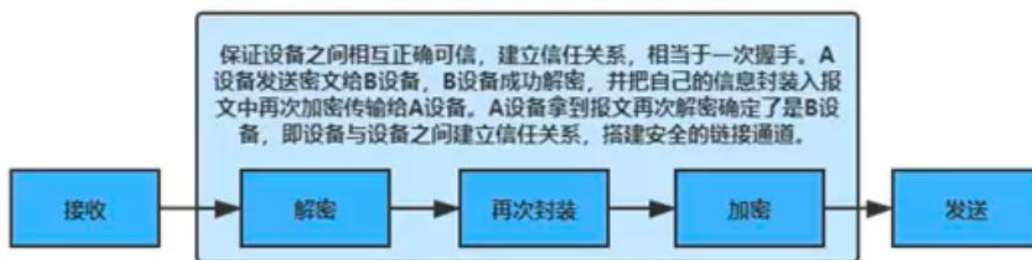 保证设备之间相互正确可信，建立信任关系，相当于一次握手。A
设备发送密文给B设备，B设备成功解密，并把自己的信息封装入报
文中再次加密传输给A设备。A设备拿到报文再次解密确定了是B设
备，即设备与设备之间建立信任关系，搭建安全的链接通道。
接收
解密
再次封装
加密
发送